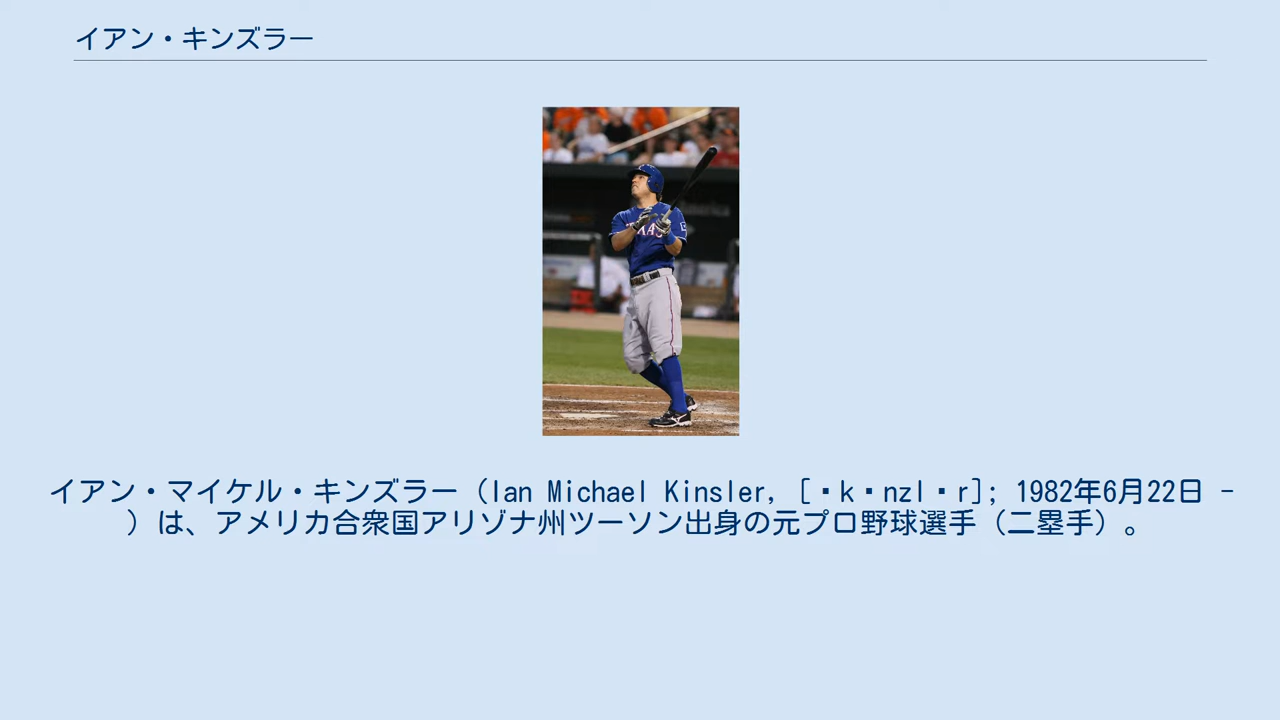 イアン・キンズラー
TEXAS
イアン・マイケル・キンズラー（Ian Michael Kinsler, [・k・nzl・r]; 1982年6月22日 -
）は、アメリカ合衆国アリゾナ州ツーソン出身の元プロ野球選手（二塁手）。